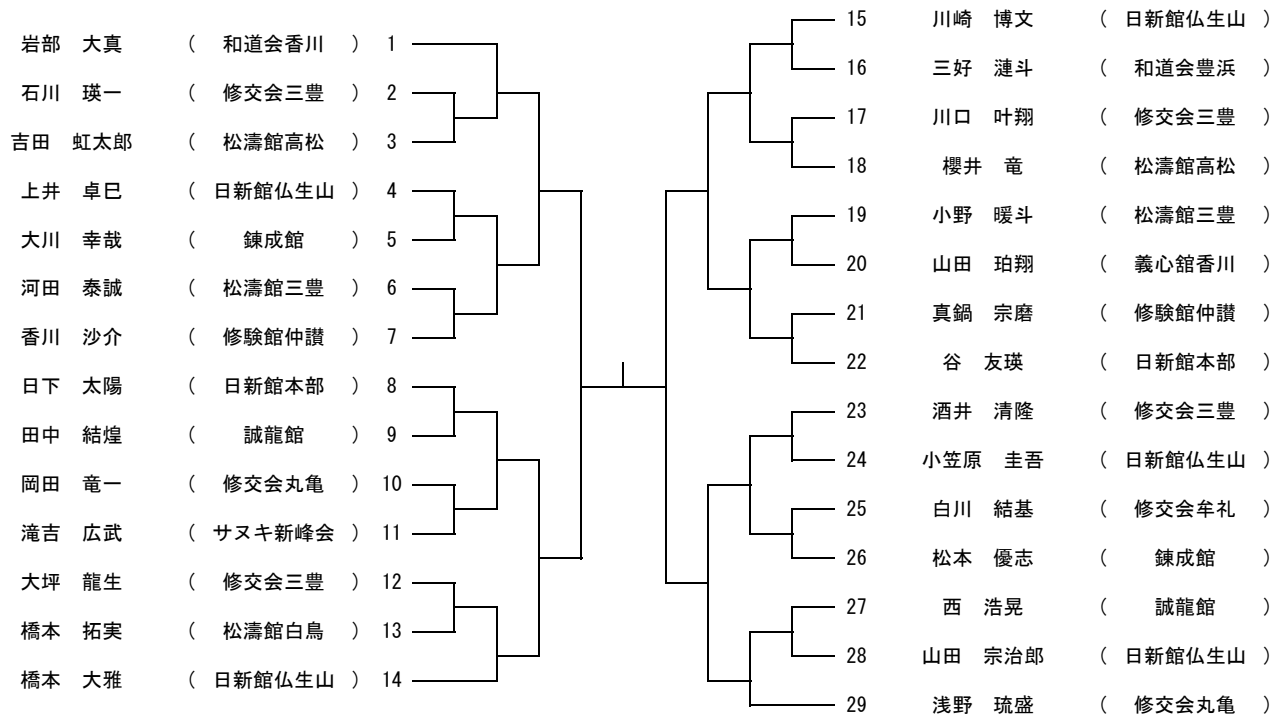 岩部　大真　（　和道会香川　）　1
石川　瑛一　（　修交会三豊　）　2
吉田　虹太郎　（　松濤館高松　）　3
上井　卓巳　（　日新館仏生山　）　4
大川　幸哉　（　錬成館　）　5
河田　泰誠　（　松濤館三豊　）　6
香川　沙介　（　修験館仲讃　）　7
日下　太陽　（　日新館本部　）　8
田中　結煌　（　誠龍館　）　9
岡田　竜一　（　修交会丸亀　）　10
滝吉　広武　（　サヌキ新峰会　）　11
大坪　龍生　（　修交会三豊　）　12
橋本　拓実　（　松濤館白鳥　）　13
橋本　大雅　（　日新館仏生山　）　14
15　川崎　博文　（　日新館仏生山　）
16　三好　漣斗　（　和道会豊浜　）
17　川口　叶翔　（　修交会三豊　）
18　櫻井　竜　（　松濤館高松　）
19　小野　暖斗　（　松濤館三豊　）
20　山田　珀翔　（　義心舘香川　）
21　真鍋　宗磨　（　修験館仲讃　）
22　谷　友瑛　（　日新館本部　）
23　酒井　清隆　（　修交会三豊　）
24　小笠原　圭吾　（　日新館仏生山　）
25　白川　結基　（　修交会牟礼　）
26　松本　優志　（　錬成館　）
27　西　浩晃　（　誠龍館　）
28　山田　宗治郎　（　日新館仏生山　）
29　浅野　琉盛　（　修交会丸亀　）